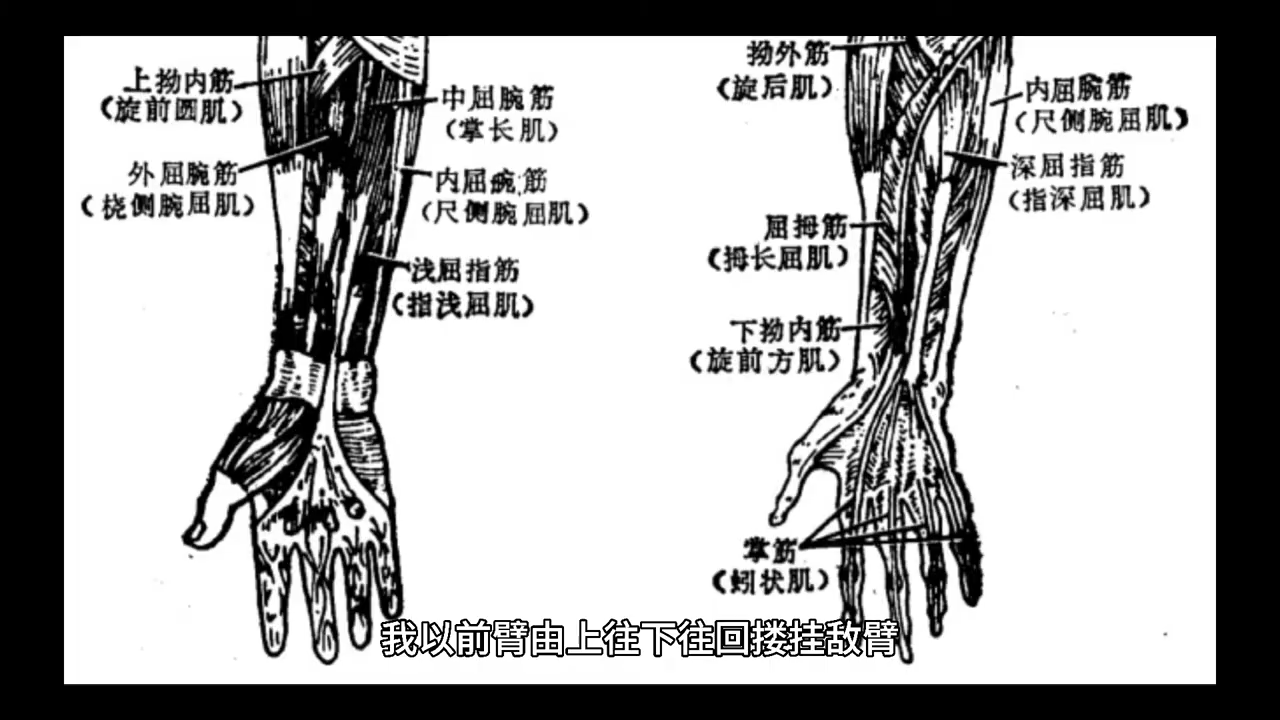 上拗内筋
(旋前圆肌)
外屈腕筋
(桡侧腕屈肌)
中屈腕筋
(掌长肌)
内屈腕筋
(尺侧腕屈肌)
浅屈指筋
(指浅屈肌)
拗外筋
(旋后肌)
屈拇筋
(拇长屈肌)
下拗内筋
(旋前方肌)
掌筋
(蚓状肌)
内屈腕筋
(尺侧腕屈肌)
深屈指筋
(指深屈肌)
我以前臂由上往下往回搂挂敌臂